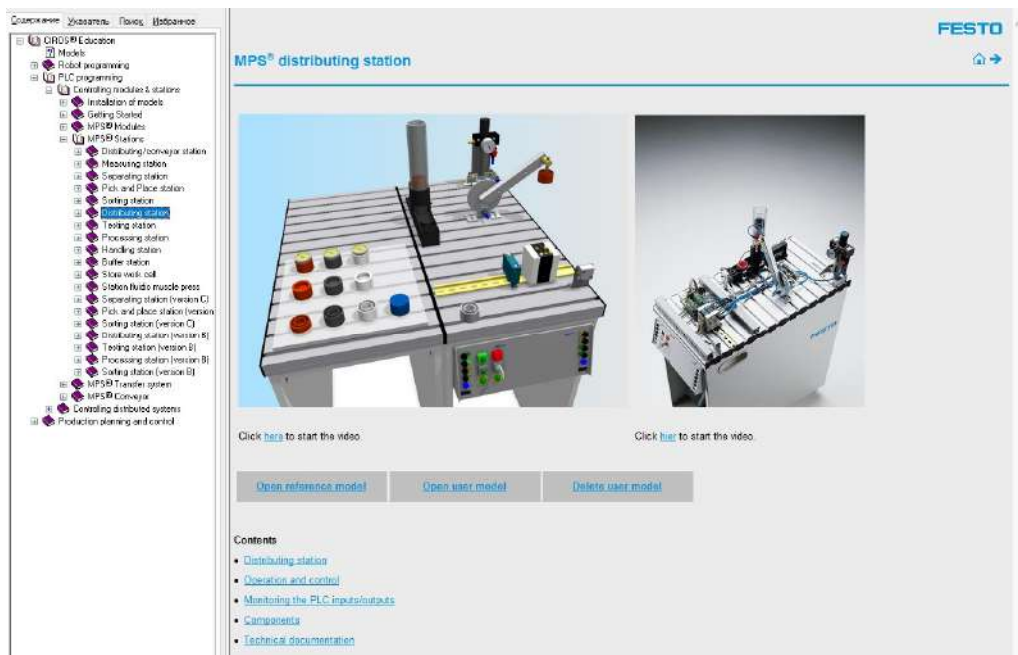 Содержание Указатель Поиск Избранное
CIROS® Education
Models
Robot programming
PLC programming
Controlling modules & stations
Installation of models
Getting Started
MPS® Modules
MPS® Stations
Distributing/conveyor station
Measuring station
Separating station
Pick and Place station
Sorting station
Distributing station
Testing station
Processing station
Handling station
Buffer station
Store work cell
Station fluidic muscle press
Separating station (version C)
Pick and place station (version
Sorting station (version C)
Distributing station (version B)
Testing station (version B)
Processing station (version B)
Sorting station (version B)
MPS® Transfer system
MPS® Conveyor
Controlling distributed systems
Production planning and control
FESTO
MPS® distributing station
FESTO
Click here to start the video.
Click hier to start the video.
Open reference model Open user model Delete user model
Contents
• Distributing station
• Operation and control
• Monitoring the PLC inputs/outputs
• Components
• Technical documentation